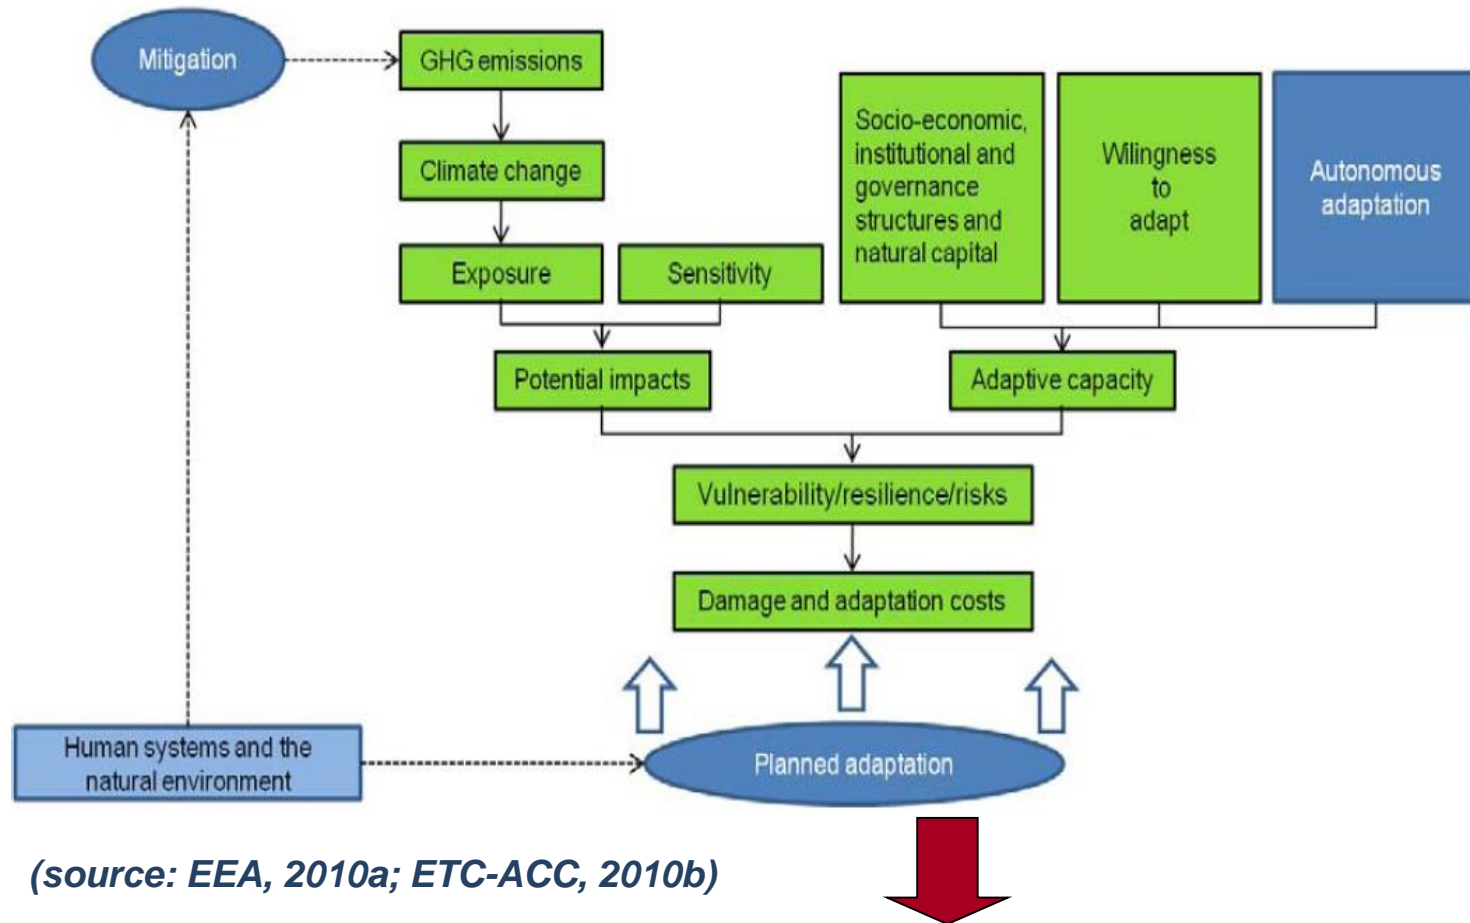 Mitigation
GHG emissions
Climate change
Exposure
Sensitivity
Socio-economic,
institutional and
governance
structures and
natural capital
Wilingness
to
adapt
Autonomous
adaptation
Potential impacts
Adaptive capacity
Vulnerability/resilience/risks
Damage and adaptation costs
Human systems and the
natural environment
Planned adaptation
(source: EEA, 2010a; ETC-ACC, 2010b)